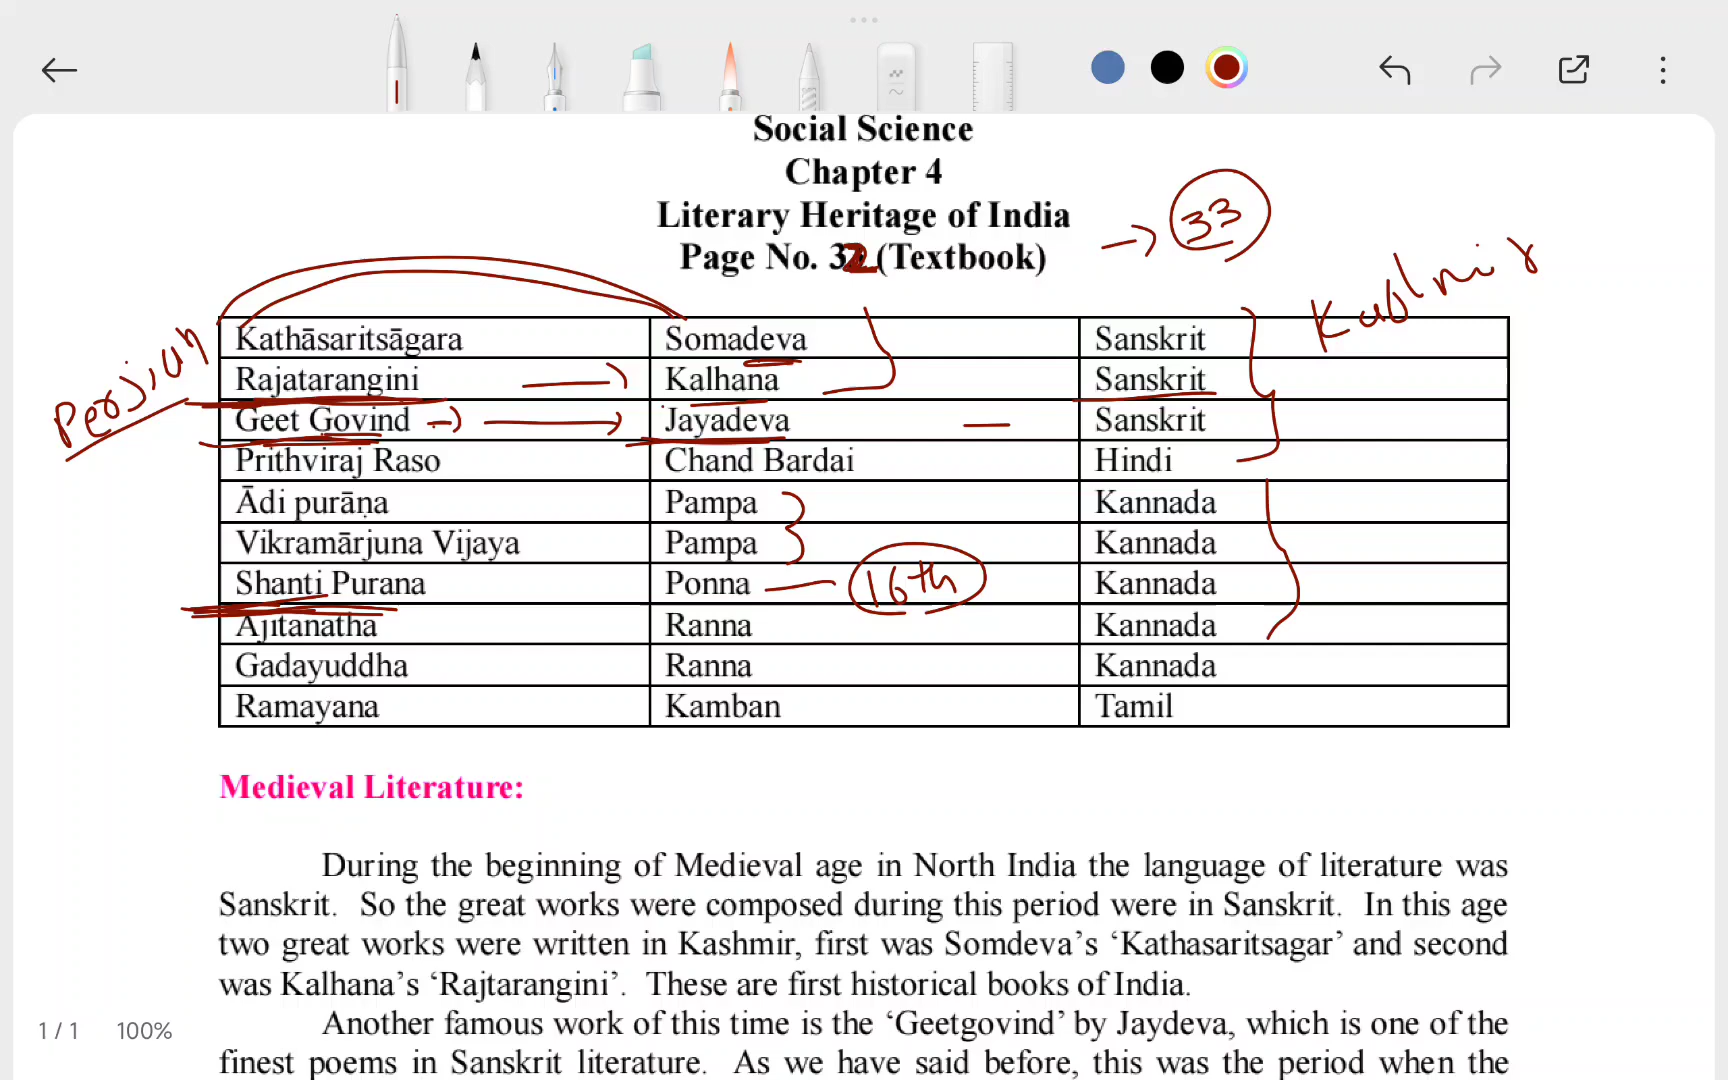 Social Science
Chapter 4
Literary Heritage of India
→ 33
Page No. 32 (Textbook)
Kashmir
Persian
Kathāsaritsāgara Somadeva Sanskrit
Rajatarangini Kalhana Sanskrit
Geet Govind Jayadeva Sanskrit
Prithviraj Raso Chand Bardai Hindi
Ādi purāṇa Pampa Kannada
Vikramārjuna Vijaya Pampa Kannada
Shanti Purana Ponna 16th Kannada
Ajitanatha Ranna Kannada
Gadayuddha Ranna Kannada
Ramayana Kamban Tamil
Medieval Literature:
During the beginning of Medieval age in North India the language of literature was
Sanskrit. So the great works were composed during this period were in Sanskrit. In this age
two great works were written in Kashmir, first was Somdeva’s ‘Kathasaritsagar’ and second
was Kalhana’s ‘Rajtarangini’. These are first historical books of India.
Another famous work of this time is the ‘Geetgovind’ by Jaydeva, which is one of the
finest poems in Sanskrit literature. As we have said before, this was the period when the
1 / 1 100%